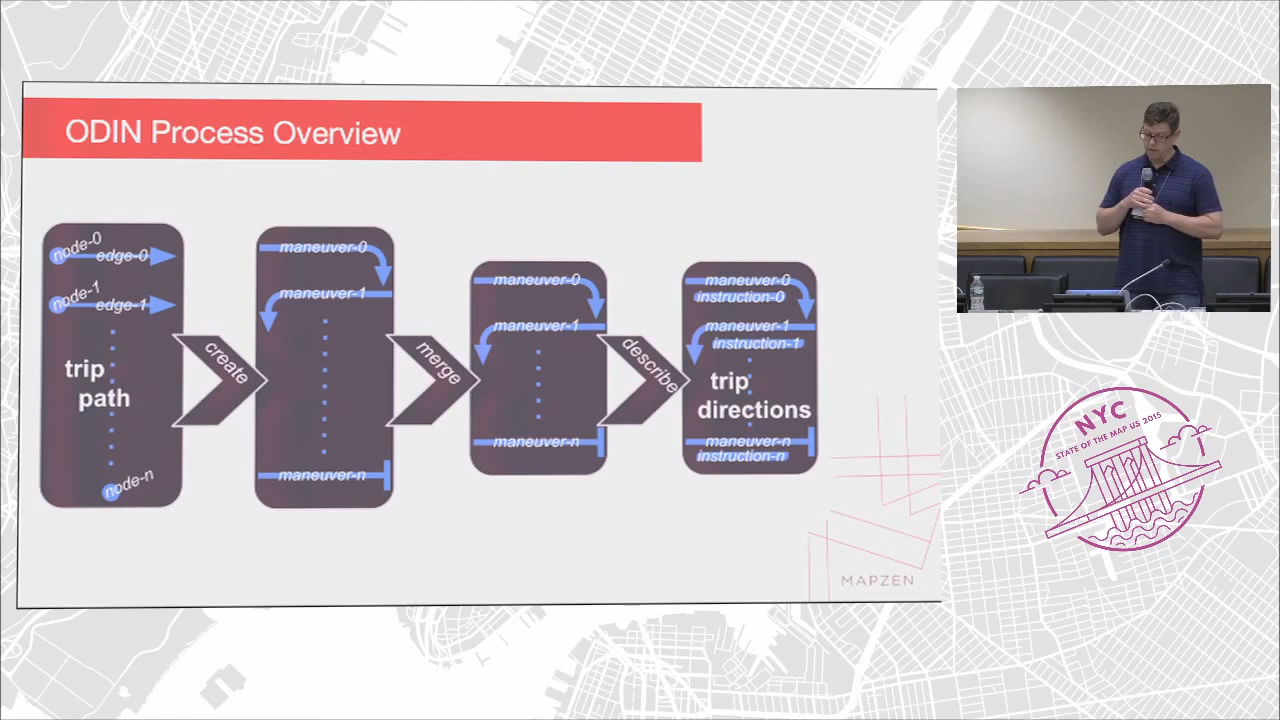 ODIN Process Overview
node-0
edge-0
node-1
edge-1
trip
path
node-n
create
maneuver-0
maneuver-1
maneuver-n
merge
maneuver-0
maneuver-1
maneuver-n
describe
maneuver-0
instruction-0
maneuver-1
instruction-1
trip
directions
maneuver-n
instruction-n
MAPZEN
NYC
STATE OF THE MAP US 2015